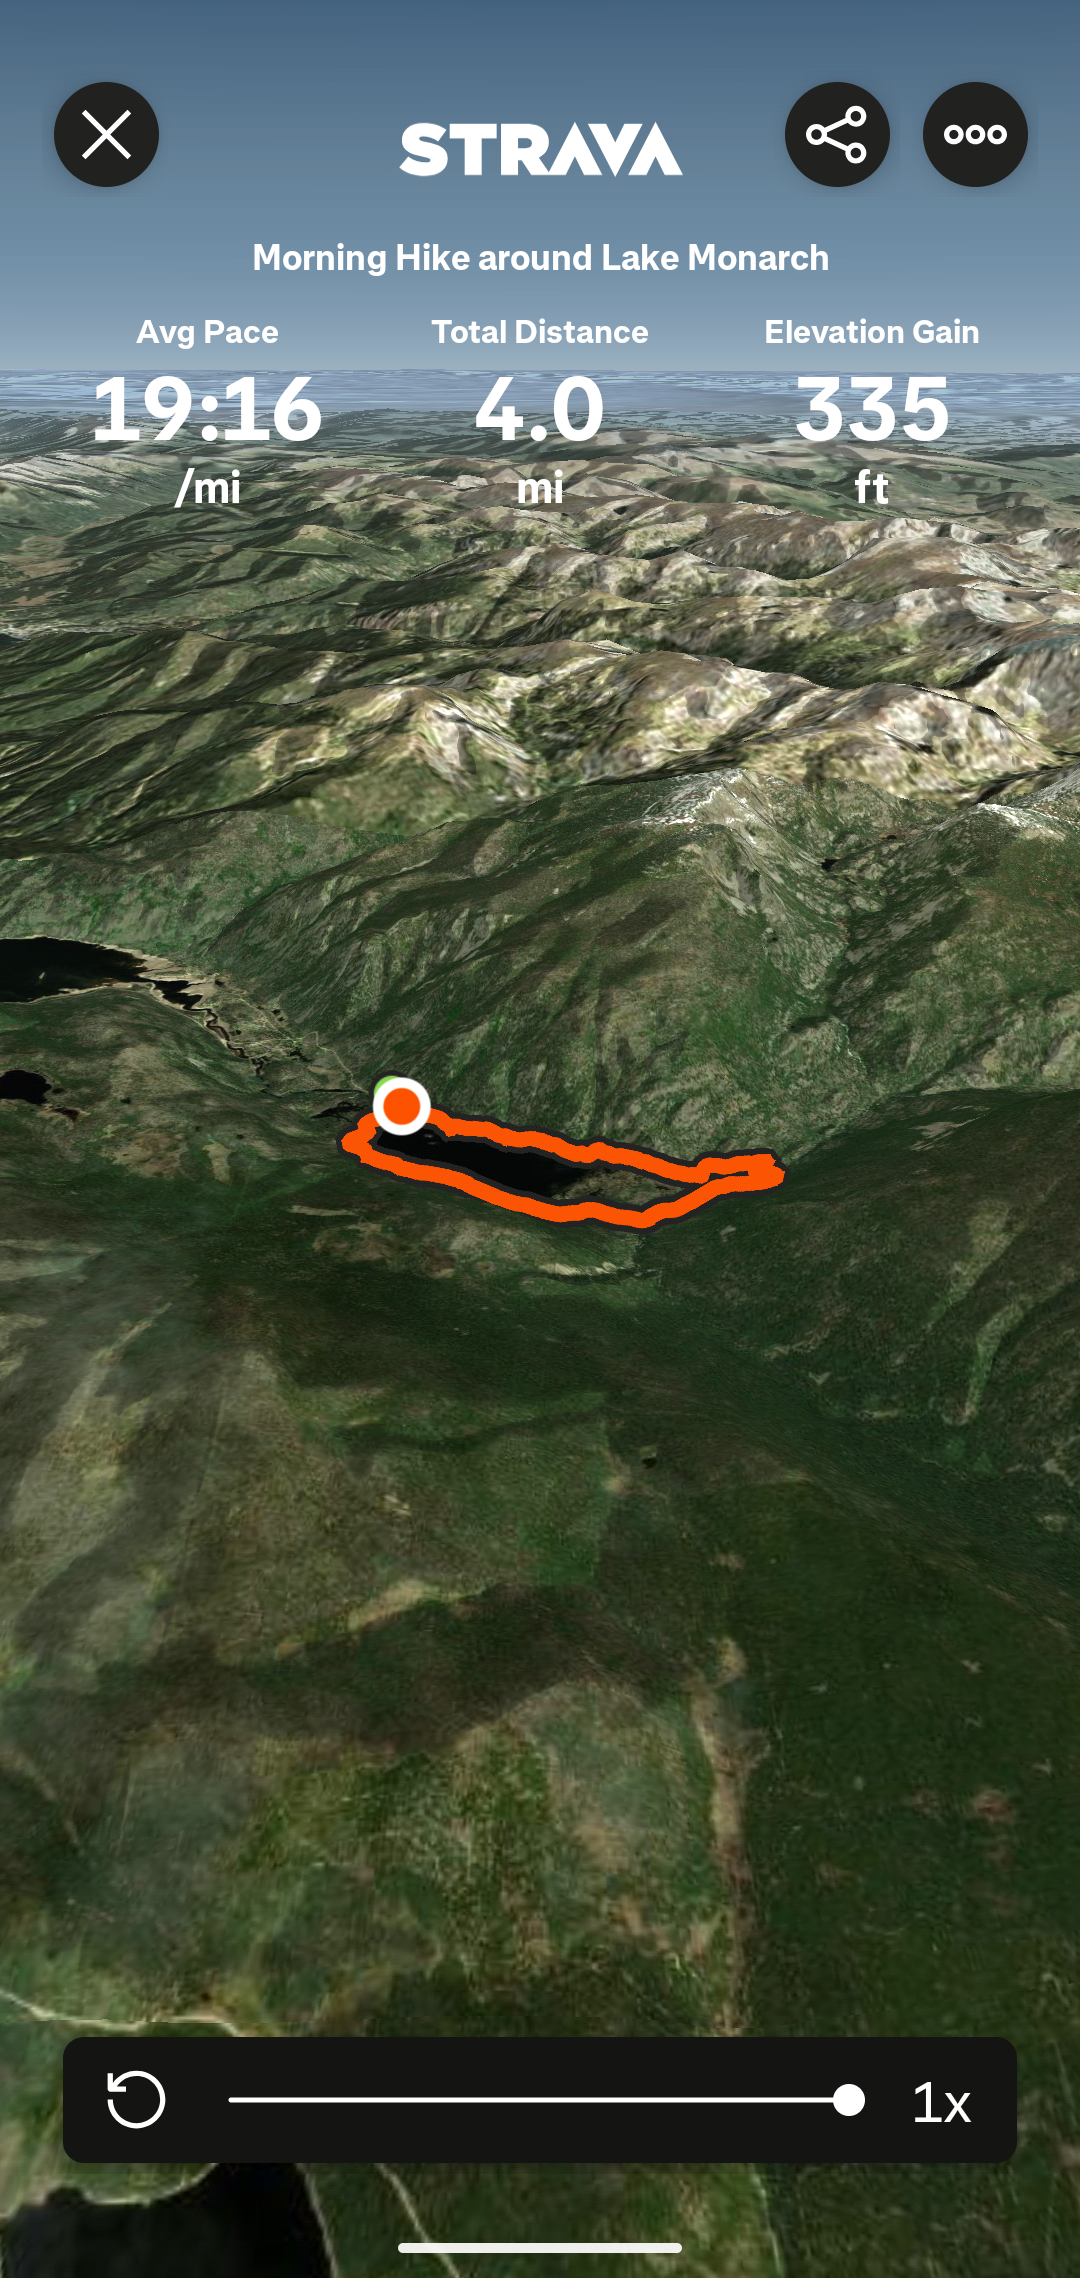 STRAVA
Morning Hike around Lake Monarch
Avg Pace Total Distance Elevation Gain
19:16 4.0 335
/mi mi ft
1x